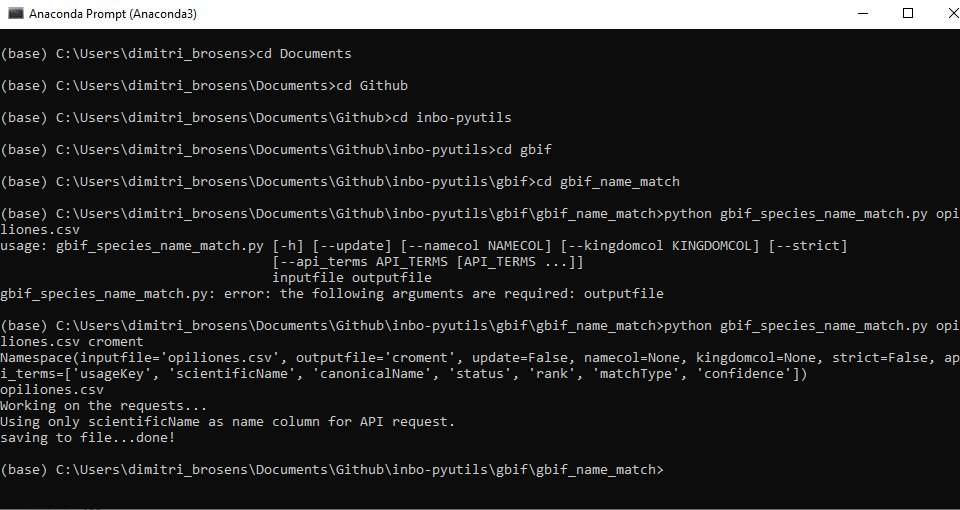 Anaconda Prompt (Anaconda3)
(base) C:\Users\dimitri_brosens>cd Documents
(base) C:\Users\dimitri_brosens\Documents>cd Github
(base) C:\Users\dimitri_brosens\Documents\Github>cd inbo-pyutils
(base) C:\Users\dimitri_brosens\Documents\Github\inbo-pyutils>cd gbif
(base) C:\Users\dimitri_brosens\Documents\Github\inbo-pyutils\gbif>cd gbif_name_match
(base) C:\Users\dimitri_brosens\Documents\Github\inbo-pyutils\gbif\gbif_name_match>python gbif_species_name_match.py opi
liones.csv
usage: gbif_species_name_match.py [-h] [--update] [--namecol NAMECOL] [--kingdomcol KINGDOMCOL] [--strict]
[--api_terms API_TERMS [API_TERMS ...]]
inputfile outputfile
gbif_species_name_match.py: error: the following arguments are required: outputfile
(base) C:\Users\dimitri_brosens\Documents\Github\inbo-pyutils\gbif\gbif_name_match>python gbif_species_name_match.py opi
liones.csv croment
Namespace(inputfile='opiliones.csv', outputfile='croment', update=False, namecol=None, kingdomcol=None, strict=False, ap
i_terms=['usageKey', 'scientificName', 'canonicalName', 'status', 'rank', 'matchType', 'confidence'])
opiliones.csv
Working on the requests...
Using only scientificName as name column for API request.
saving to file...done!
(base) C:\Users\dimitri_brosens\Documents\Github\inbo-pyutils\gbif\gbif_name_match>